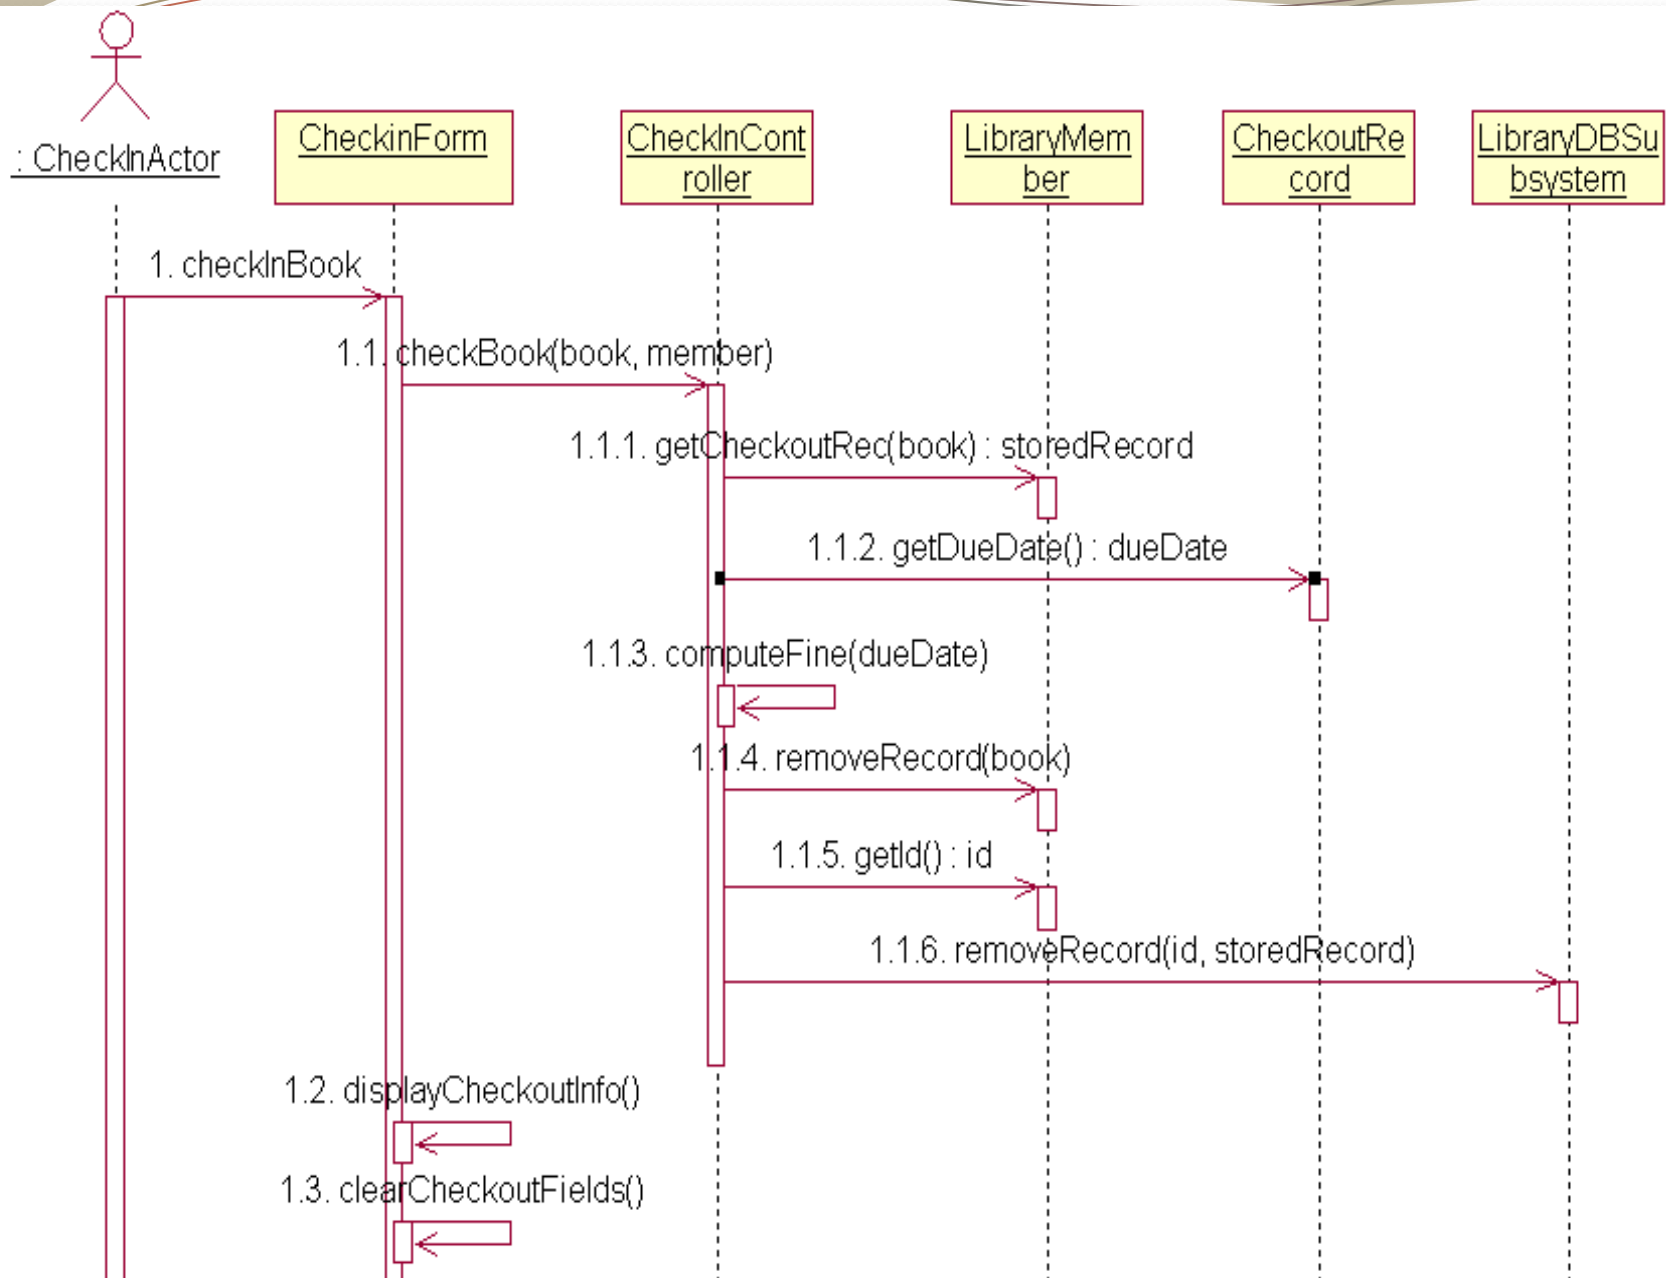 : CheckInActor
CheckinForm
CheckInCont
roller
LibraryMem
ber
CheckoutRe
cord
LibraryDBSu
bsystem
1. checkInBook
1.1. checkBook(book, member)
1.1.1. getCheckoutRec(book) : storedRecord
1.1.2. getDueDate() : dueDate
1.1.3. computeFine(dueDate)
1.1.4. removeRecord(book)
1.1.5. getId() : id
1.1.6. removeRecord(id, storedRecord)
1.2. displayCheckoutInfo()
1.3. clearCheckoutFields()